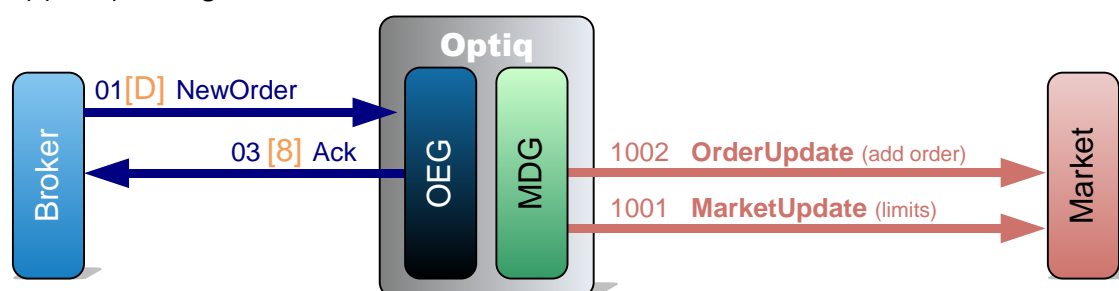 Optiq
01[D] NewOrder
03 [8] Ack
Broker
OEG
MDG
1002 OrderUpdate (add order)
1001 MarketUpdate (limits)
Market